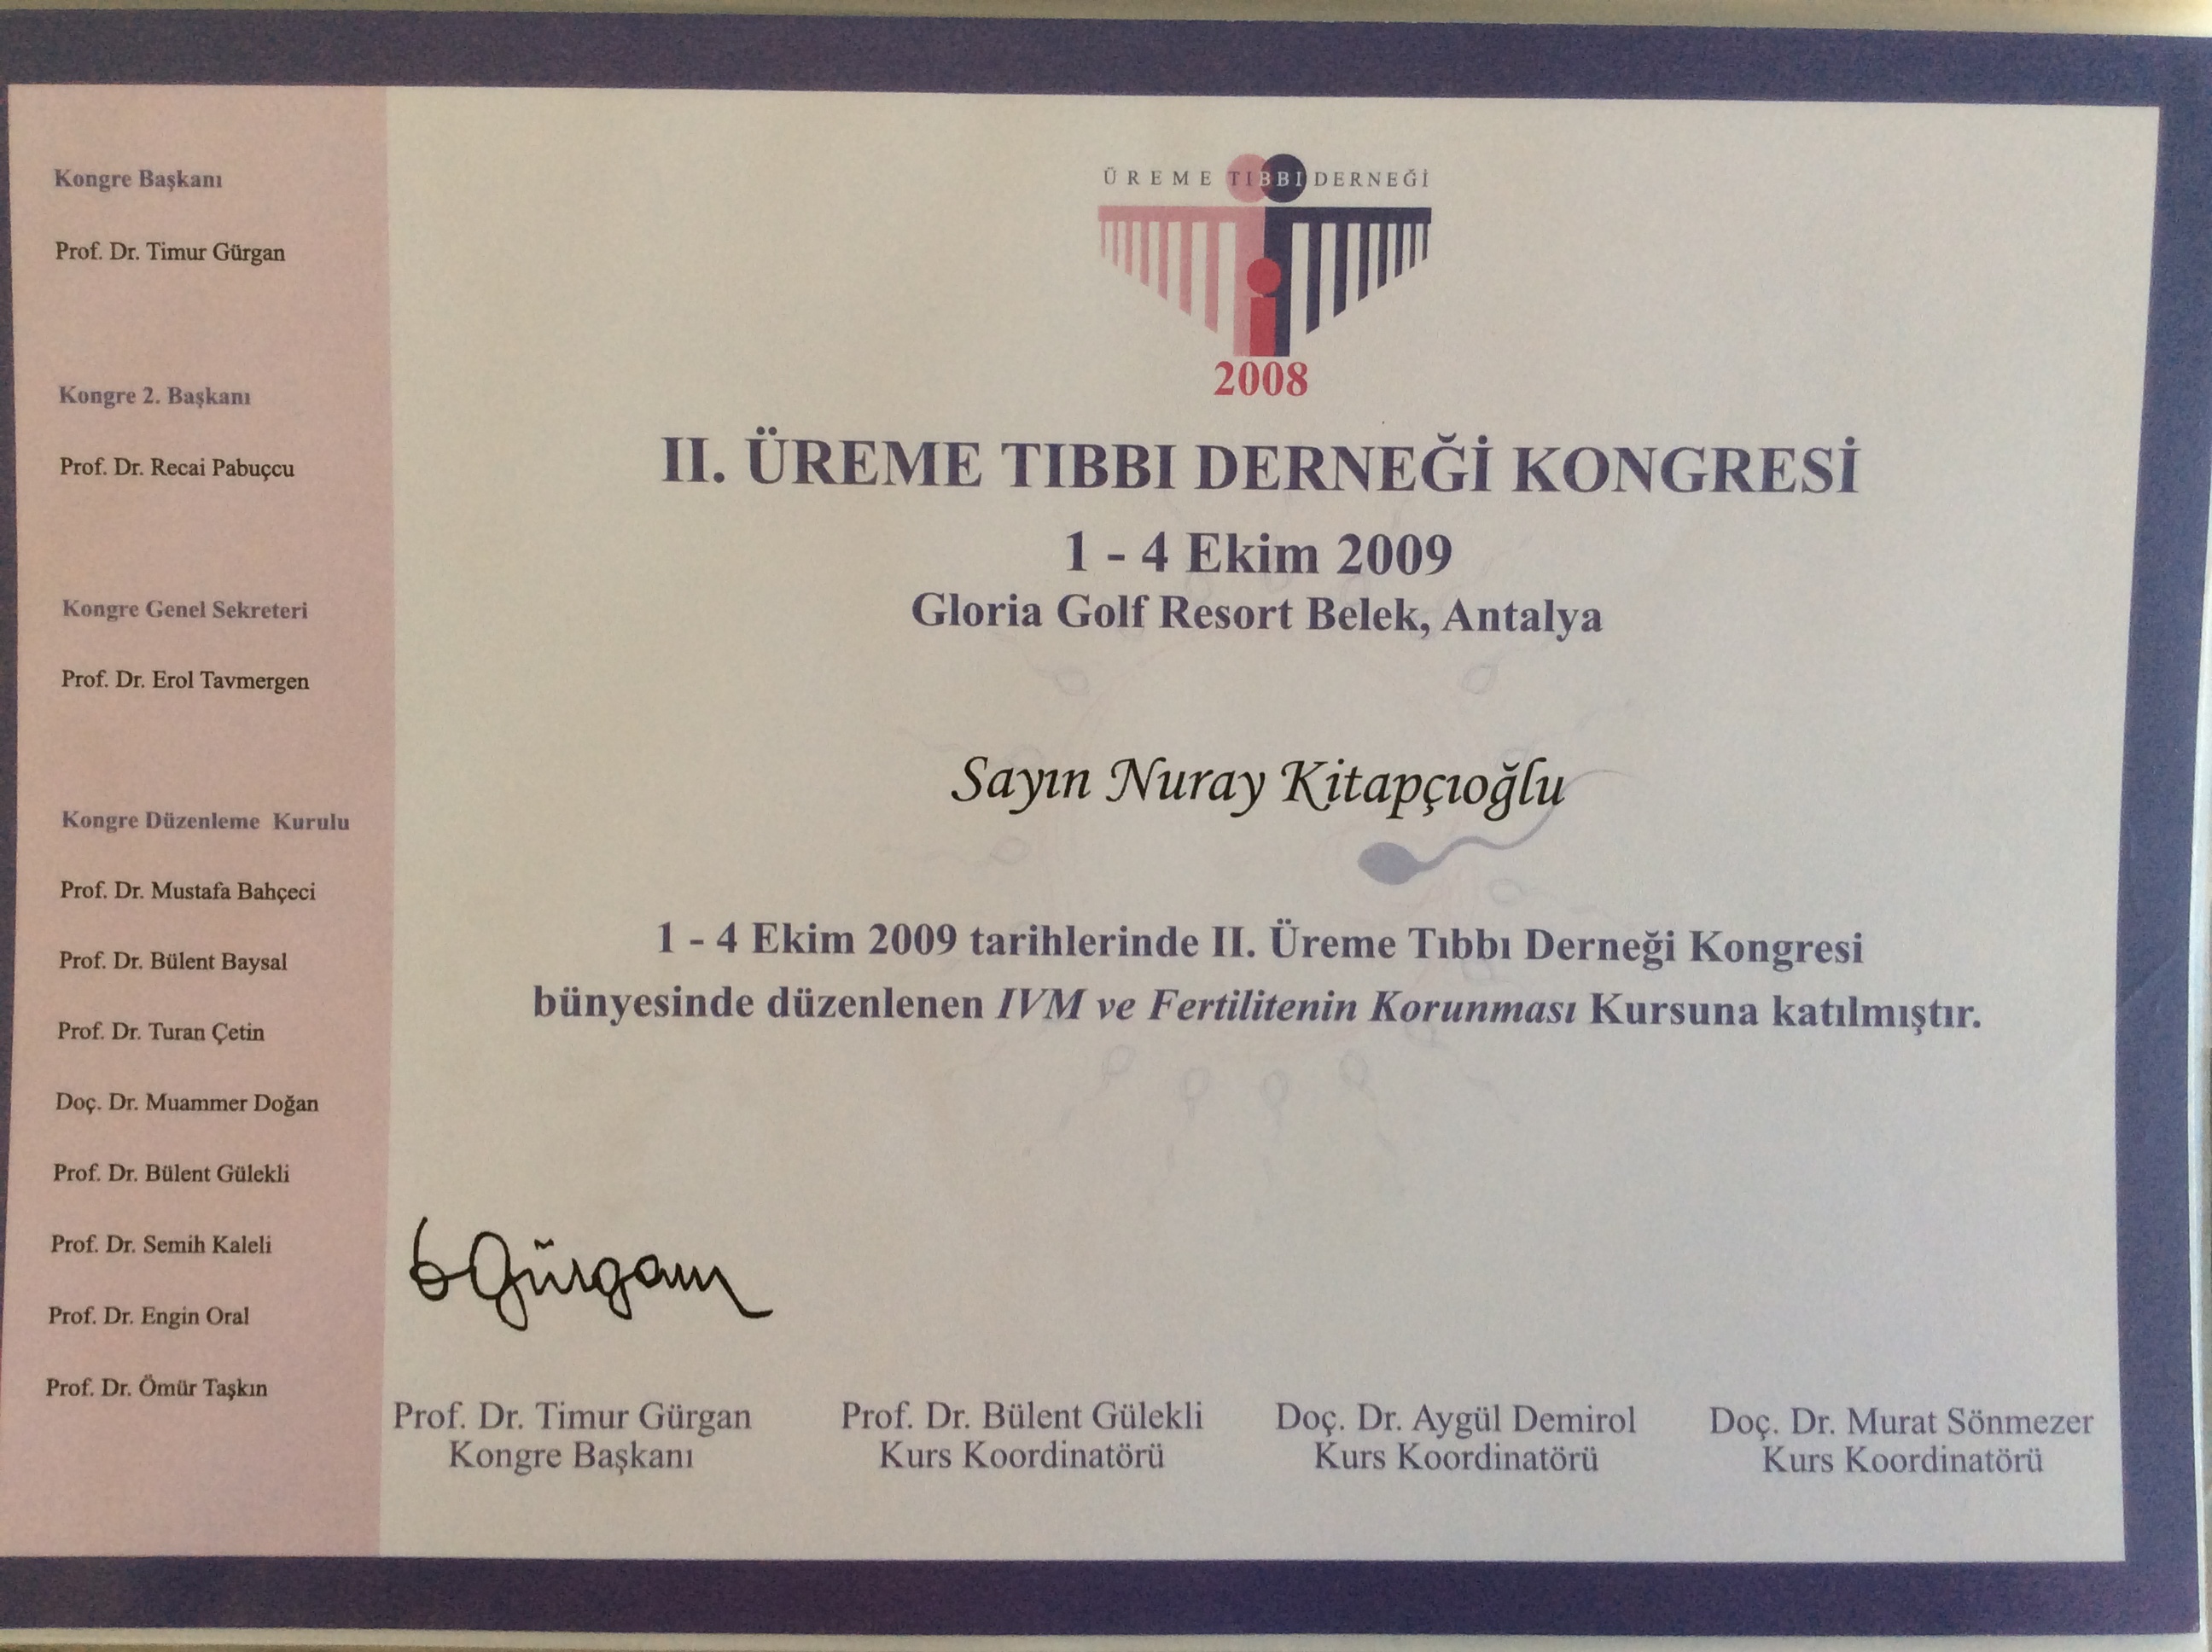 Kongre Başkanı
Prof. Dr. Timur Gürgan
Kongre 2. Başkanı
Prof. Dr. Recai Pabuçcu
Kongre Genel Sekreteri
Prof. Dr. Erol Tavmergen
Kongre Düzenleme Kurulu
Prof. Dr. Mustafa Bahçeci
Prof. Dr. Bülent Baysal
Prof. Dr. Turan Çetin
Doç. Dr. Muammer Doğan
Prof. Dr. Bülent Gülekli
Prof. Dr. Semih Kaleli
Prof. Dr. Engin Oral
Prof. Dr. Ömür Taşkın
ÜREME TIBBI DERNEĞİ
2008
II. ÜREME TIBBI DERNEĞİ KONGRESİ
1 - 4 Ekim 2009
Gloria Golf Resort Belek, Antalya
Sayın Nuray Kitapçıoğlu
1 - 4 Ekim 2009 tarihlerinde II. Üreme Tıbbı Derneği Kongresi
bünyesinde düzenlenen IVM ve Fertilitenin Korunması Kursuna katılmıştır.
Gürgan
Prof. Dr. Timur Gürgan
Kongre Başkanı
Prof. Dr. Bülent Gülekli
Kurs Koordinatörü
Doç. Dr. Aygül Demirol
Kurs Koordinatörü
Doç. Dr. Murat Sönmezer
Kurs Koordinatörü